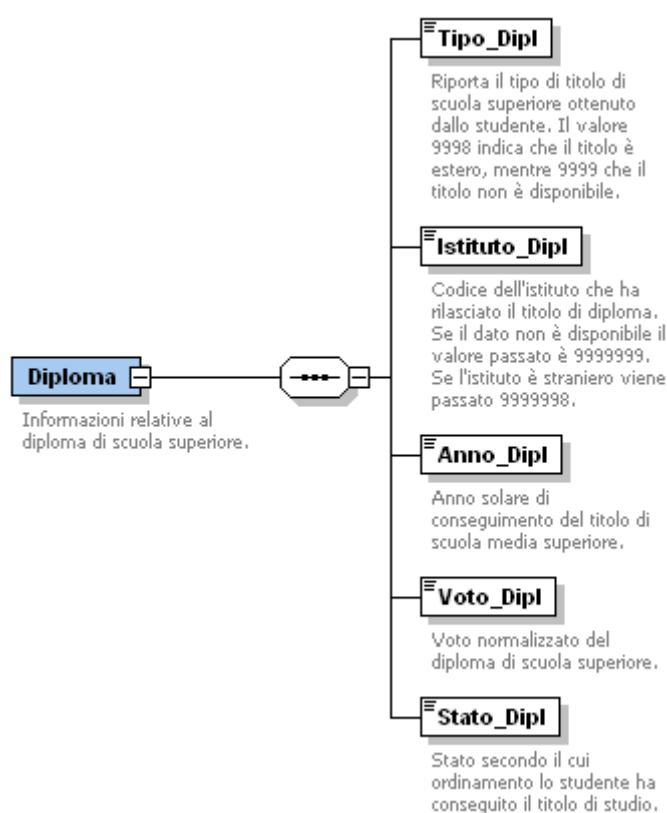 Tipo_Dipl
Riporta il tipo di titolo di
scuola superiore ottenuto
dallo studente. Il valore
9998 indica che il titolo è
estero, mentre 9999 che il
titolo non è disponibile.
Istituto_Dipl
Codice dell'istituto che ha
rilasciato il titolo di diploma.
Se il dato non è disponibile il
valore passato è 9999999.
Se l'istituto è straniero viene
passato 9999998.
Diploma
Informazioni relative al
diploma di scuola superiore.
Anno_Dipl
Anno solare di
conseguimento del titolo di
scuola media superiore.
Voto_Dipl
Voto normalizzato del
diploma di scuola superiore.
Stato_Dipl
Stato secondo il cui
ordinamento lo studente ha
conseguito il titolo di studio.